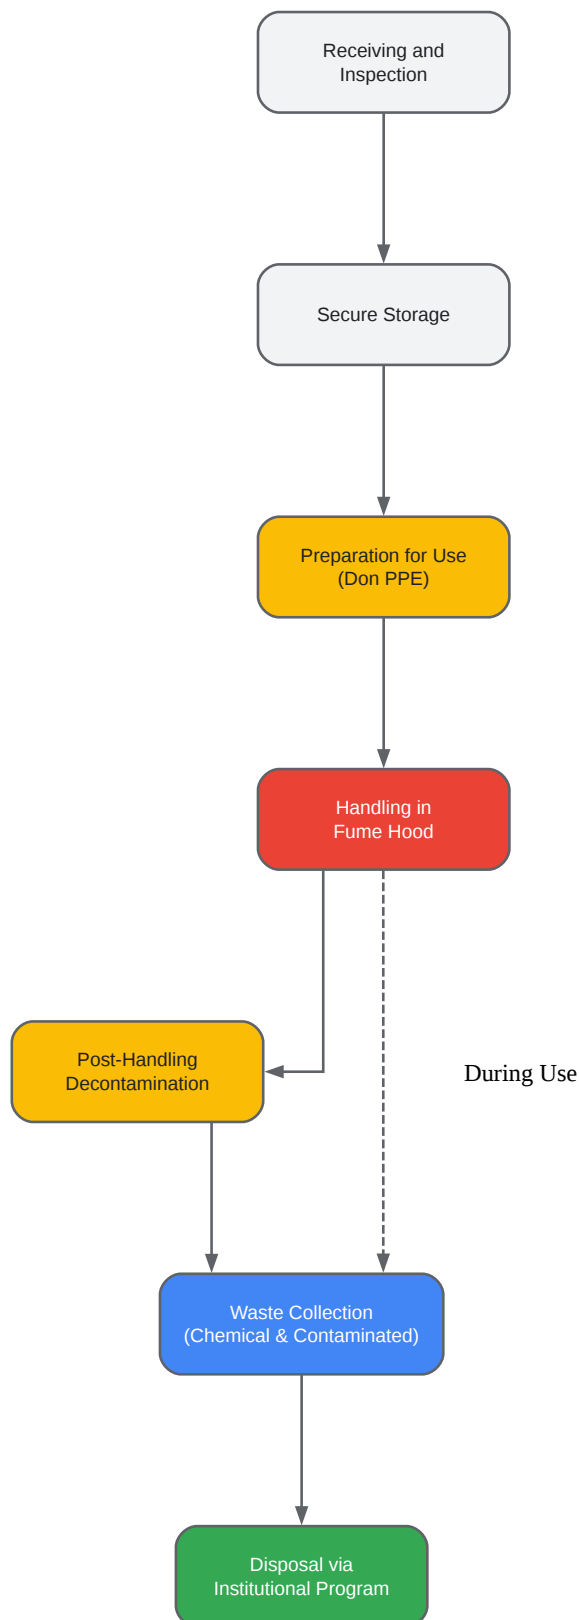 Receiving and
Inspection
Secure Storage
Preparation for Use
(Don PPE)
Handling in
Fume Hood
Post-Handling
Decontamination
During Use
Waste Collection
(Chemical & Contaminated)
Disposal via
Institutional Program